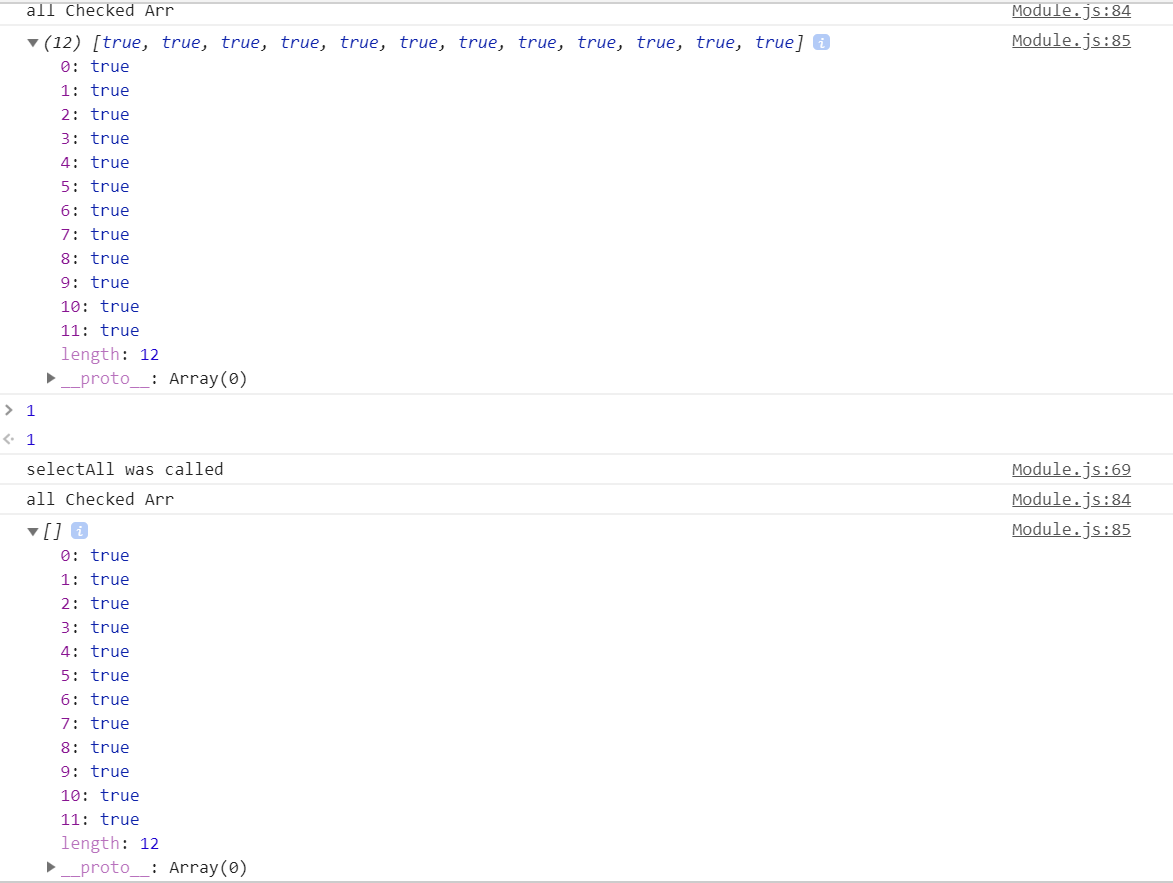 all Checked Arr Module.js:84
▼(12) [true, true, true, true, true, true, true, true, true, true, true, true] i Module.js:85
0: true
1: true
2: true
3: true
4: true
5: true
6: true
7: true
8: true
9: true
10: true
11: true
length: 12
▶__proto__: Array(0)
> 1
<· 1
selectAll was called Module.js:69
all Checked Arr Module.js:84
▼[] i Module.js:85
0: true
1: true
2: true
3: true
4: true
5: true
6: true
7: true
8: true
9: true
10: true
11: true
length: 12
▶__proto__: Array(0)